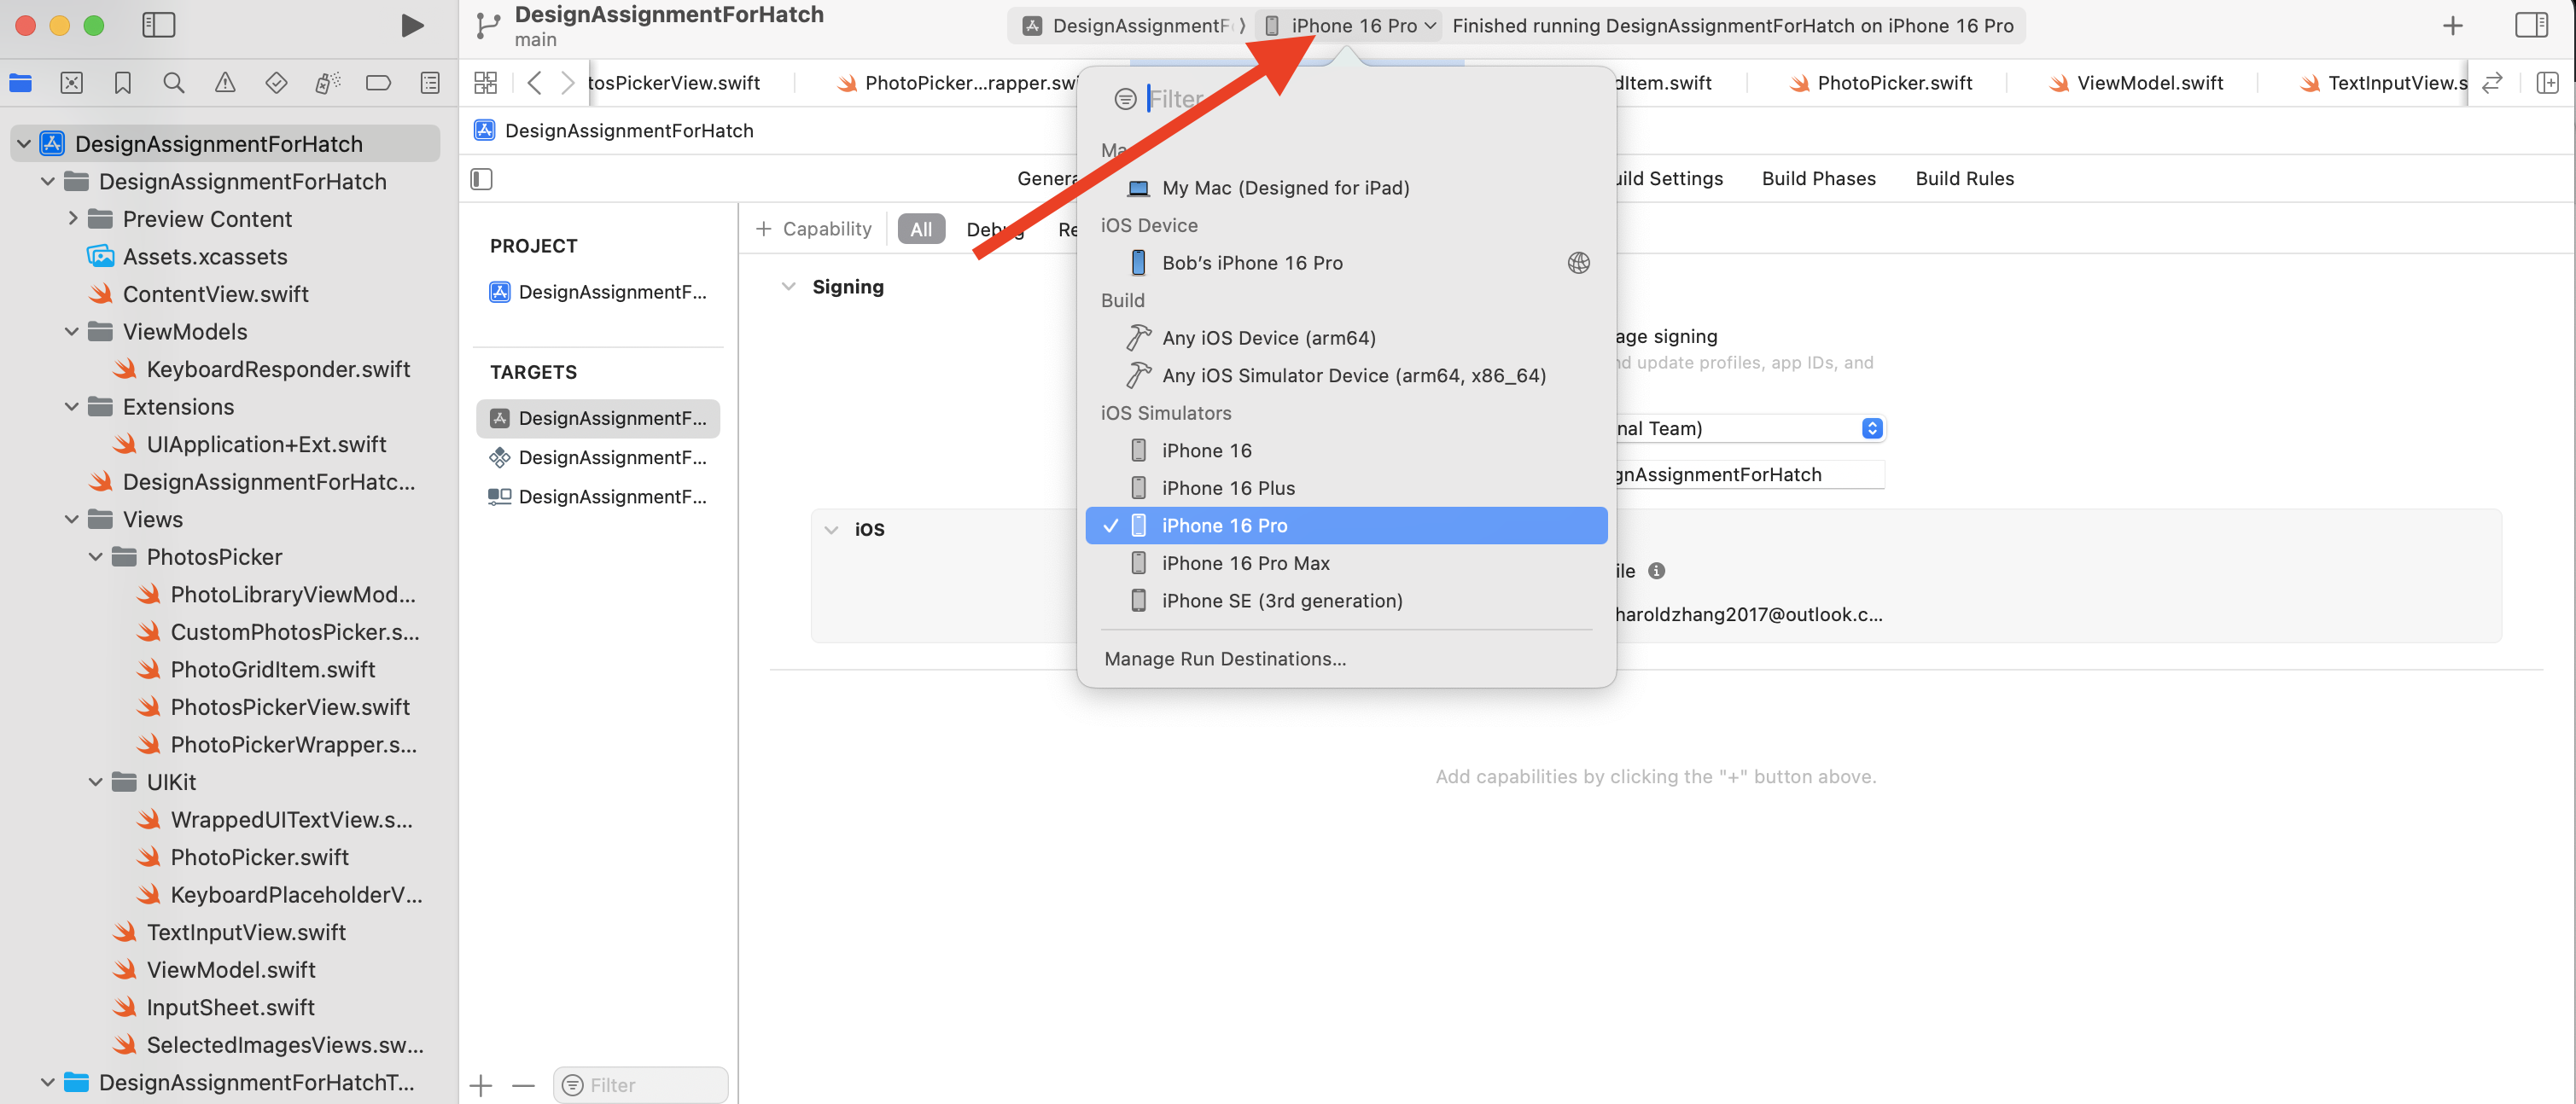 DesignAssignmentForHatch
main
DesignAssignmentF
iPhone 16 Pro
Finished running DesignAssignmentForHatch on iPhone 16 Pro
tosPickerView.swift
PhotoPicker...rapper.swi
dItem.swift
PhotoPicker.swift
ViewModel.swift
TextInputView.s
DesignAssignmentForHatch
DesignAssignmentForHatch
DesignAssignmentForHatch
Preview Content
Assets.xcassets
ContentView.swift
ViewModels
KeyboardResponder.swift
Extensions
UIApplication+Ext.swift
DesignAssignmentForHatc...
Views
PhotosPicker
PhotoLibraryViewMod...
CustomPhotosPicker.s...
PhotoGridItem.swift
PhotosPickerView.swift
PhotoPickerWrapper.s...
UIKit
WrappedUITextView.s...
PhotoPicker.swift
KeyboardPlaceholderV...
TextInputView.swift
ViewModel.swift
InputSheet.swift
SelectedImagesViews.sw...
DesignAssignmentForHatchT...
Genera
uild Settings
Build Phases
Build Rules
PROJECT
DesignAssignmentF...
TARGETS
DesignAssignmentF...
DesignAssignmentF...
DesignAssignmentF...
Filter
+ Capability
All
Debug
Re
Signing
age signing
nd update profiles, app IDs, and
nal Team)
gnAssignmentForHatch
iOS
ile
haroldzhang2017@outlook.c...
Add capabilities by clicking the "+" button above.
Filter
Ma
My Mac (Designed for iPad)
iOS Device
Bob's iPhone 16 Pro
Build
Any iOS Device (arm64)
Any iOS Simulator Device (arm64, x86_64)
iOS Simulators
iPhone 16
iPhone 16 Plus
iPhone 16 Pro
iPhone 16 Pro Max
iPhone SE (3rd generation)
Manage Run Destinations...